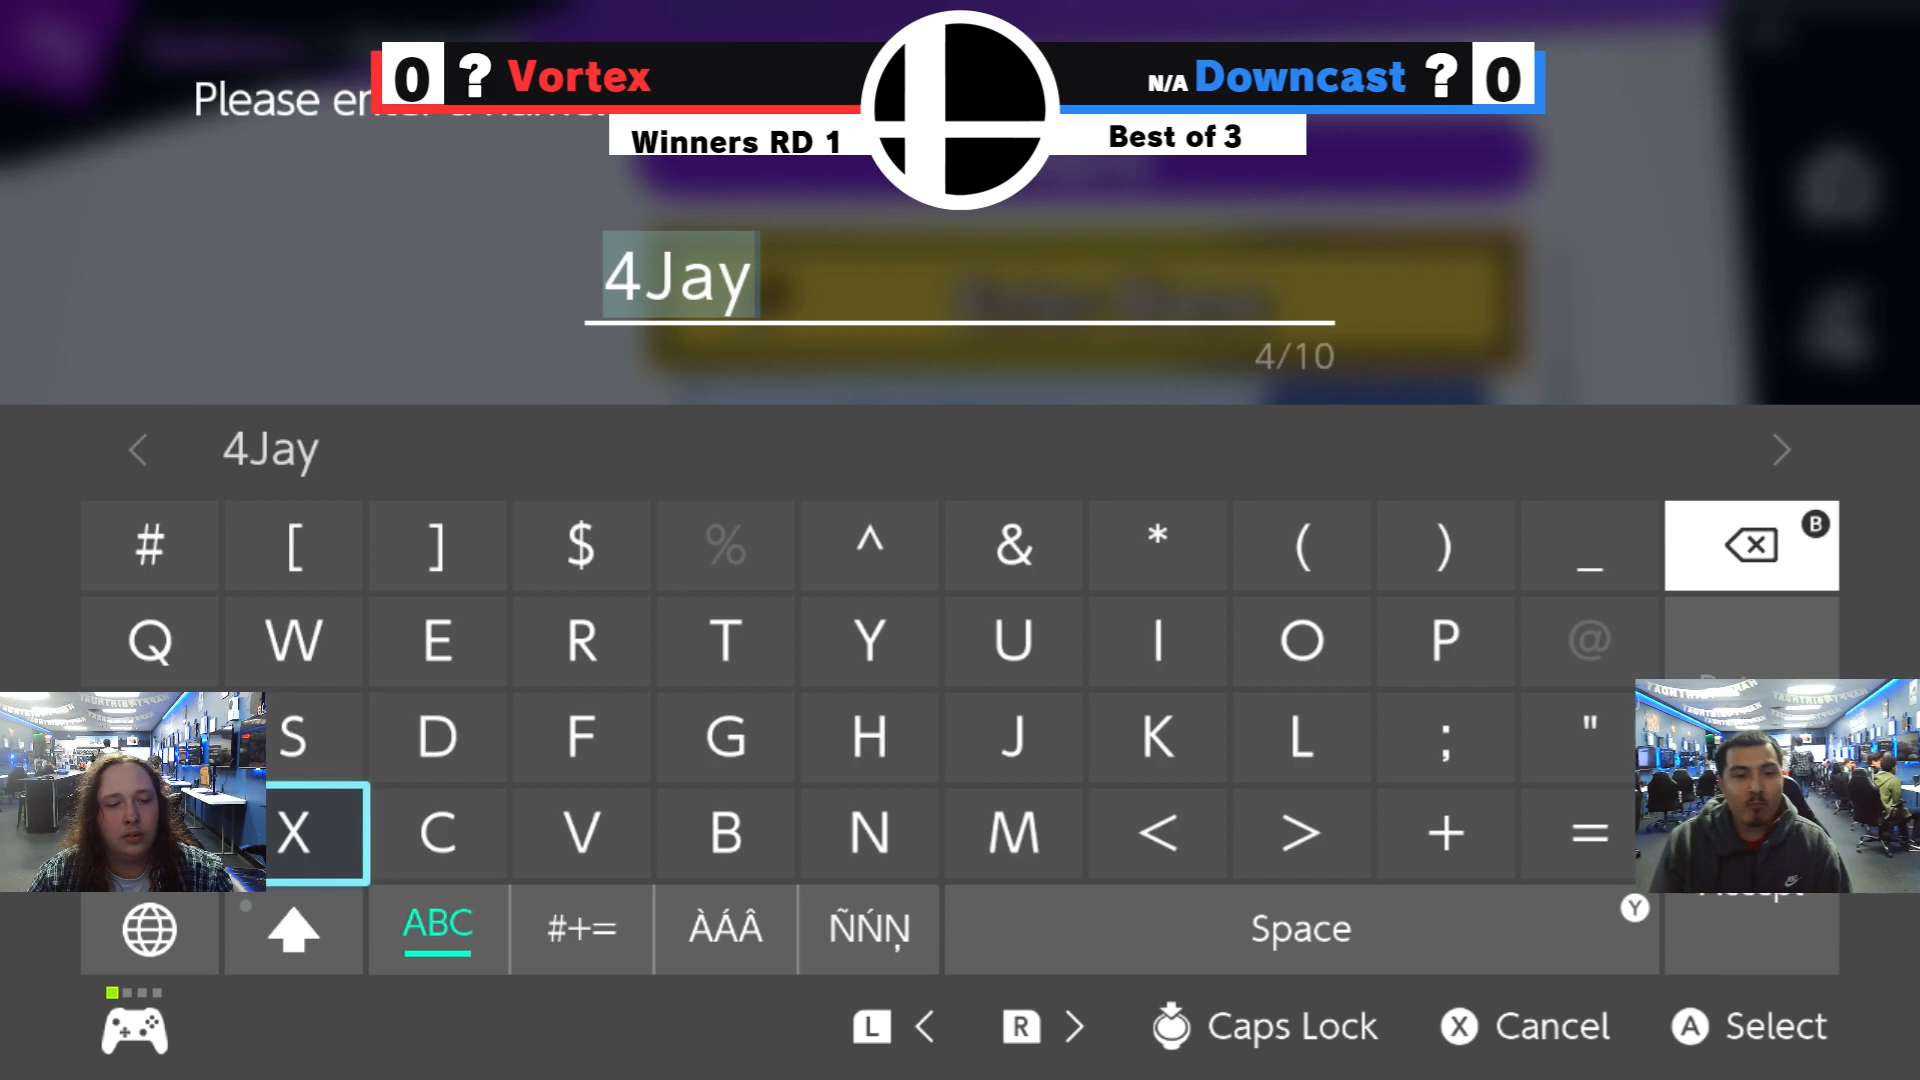 0 ? Vortex
N/A Downcast ? 0
Winners RD 1
Best of 3
Please en
4Jay
4/10
4Jay
# [ ] $ % ^ & * ( ) _ B
Q W E R T Y U I O P @
S D F G H J K L ; "
X C V B N M < > + =
ABC #+= ÀÁÂ ÑŃŅ Space Y
L < R > Caps Lock X Cancel A Select